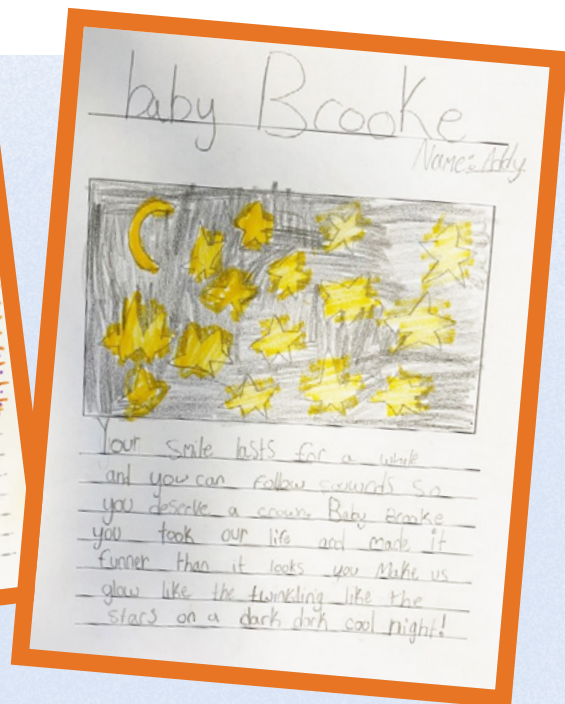 baby Brooke
Name: Addy
Your smile lasts for a while
and you can follow so
you deserve a crown Baby Brooke
you took our life and made it
funner than it looks you Make us
glow like the twinkling like the
stars on a dark dark cool night!